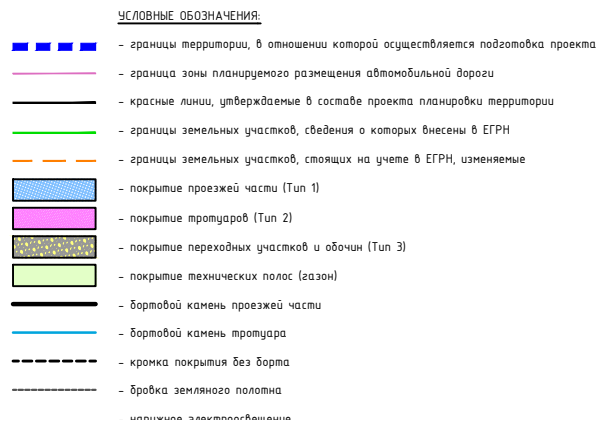 УСЛОВНЫЕ ОБОЗНАЧЕНИЯ:
- границы территории, в отношении которой осуществляется подготовка проекта
- граница зоны планируемого размещения автомобильной дороги
- красные линии, утверждаемые в составе проекта планировки территории
- границы земельных участков, сведения о которых внесены в ЕГРН
- границы земельных участков, стоящих на учете в ЕГРН, изменяемые
- покрытие проезжей части (Тип 1)
- покрытие тротуаров (Тип 2)
- покрытие переходных участков и обочин (Тип 3)
- покрытие технических полос (газон)
- бортовой камень проезжей части
- бортовой камень тротуара
- кромка покрытия без борта
- бровка земляного полотна
- наружное электроосвещение